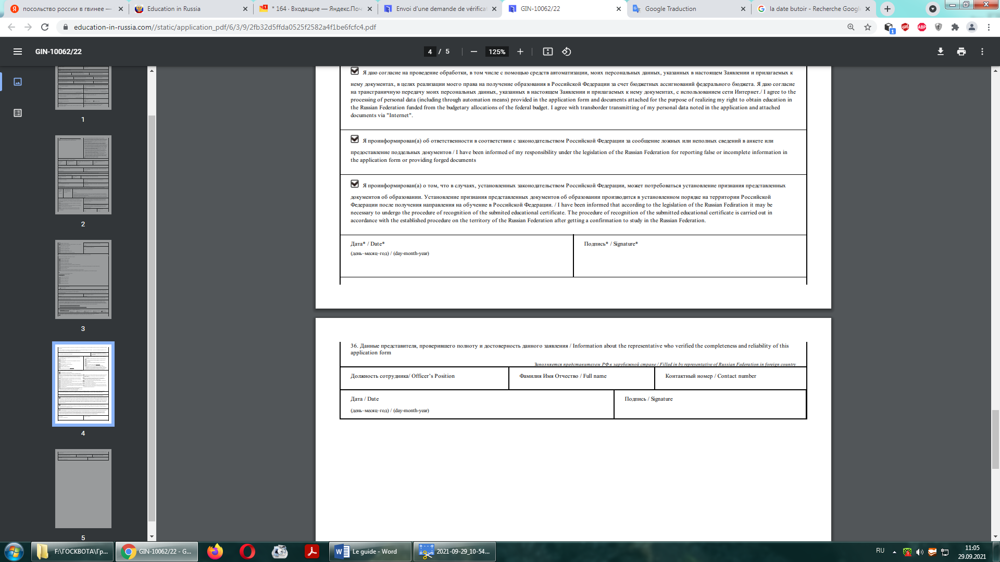 посольство россии в гвинее —
Education in Russia
* 164 · Входящие — Яндекс.Поч
Envoi d'une demande de vérificat
GIN-10062/22
Google Traduction
la date butoir - Recherche Googl
education-in-russia.com//static/application_pdf/6/3/9/2fb32d5ffda0525f2582a4f1be6fcfc4.pdf
GIN-10062/22
4 / 5
125%
Я даю согласие на проведение обработки, в том числе с помощью средств автоматизации, моих персональных данных, указанных в настоящем Заявлении и прилагаемых к
нему документах, в целях реализации моего права на получение образования в Российской Федерации за счет бюджетных ассигнований федерального бюджета. Я даю согласие
на трансграничную передачу моих персональных данных, указанных в настоящем Заявлении и прилагаемых к нему документах, с использованием сети Интернет./ I agree to the
processing of personal data (including through automation means) provided in the application form and documents attached for the purpose of realizing my right to obtain education in
the Russian Federation funded from the budgetary allocations of the federal budget. I agree with transborder transmitting of my personal data noted in the application and attached
documents via "Internet".
Я проинформирован(а) об ответственности в соответствии с законодательством Российской Федерации за сообщение ложных или неполных сведений в анкете или
предоставление поддельных документов / I have been informed of my responsibility under the legislation of the Russian Federation for reporting false or incomplete information in
the application form or providing forged documents
Я проинформирован(а) о том, что в случаях, установленных законодательством Российской Федерации, может потребоваться установление признания представленных
документов об образовании. Установление признания представленных документов об образовании производится в установленном порядке на территории Российской
Федерации после получения направления на обучение в Российской Федерации. / I have been informed that according to the legislation of the Russian Fediration it may be
necessary to undergo the procedure of recognition of the submited educational certificate. The procedure of recognition of the submitted educational certificate is carried out in
accordance with the established procedure on the territory of the Russian Federation after getting a confirmation to study in the Russian Federation.
Дата* / Date*
(день–месяц–год) / (day-month-year)
Подпись* / Signature*
36. Данные представителя, проверившего полноту и достоверность данного заявления / Information about the representative who verified the completeness and reliability of this
application form
Заполняется представителем РФ в зарубежной стране / Filled in by representative of Russian Federation in foreign country
Должность сотрудника/ Officer’s Position
Фамилия Имя Отчество / Full name
Контактный номер / Contact number
Дата / Date
(день–месяц–год) / (day-month-year)
Подпись / Signature
1
2
3
4
5
F:\ГОСКВОТА\Гр...
GIN-10062/22 - G...
Le guide - Word
2021-09-29_10-54...
RU
11:05
29.09.2021